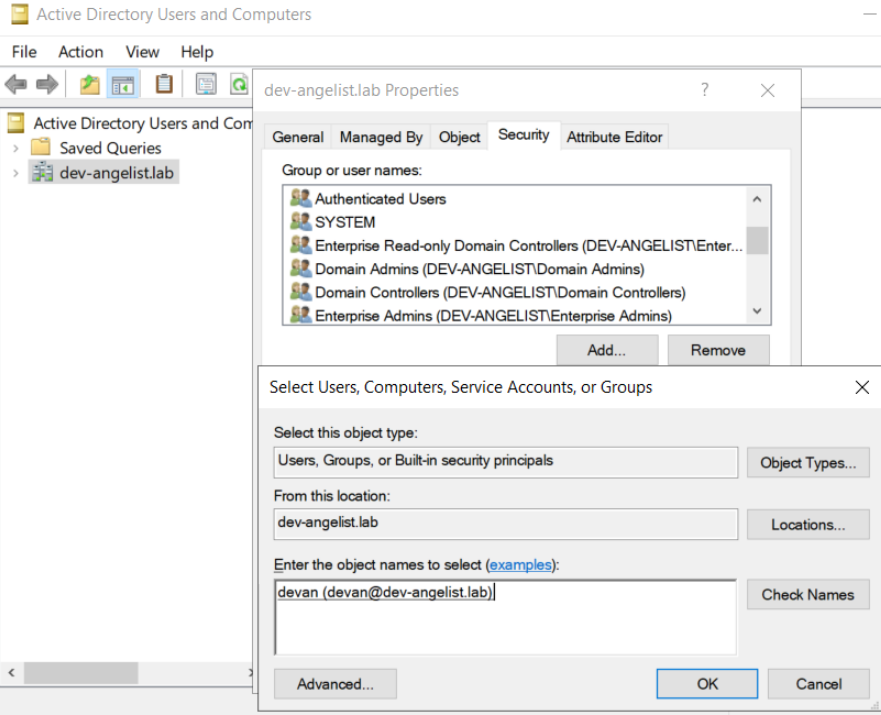 Active Directory Users and Computers
File Action View Help
dev-angelist.lab Properties
?
Active Directory Users and Com
Saved Queries
dev-angelist.lab
General Managed By Object Security Attribute Editor
Group or user names:
Authenticated Users
SYSTEM
Enterprise Read-only Domain Controllers (DEV-ANGELIST\Enter...
Domain Admins (DEV-ANGELIST\Domain Admins)
Domain Controllers (DEV-ANGELIST\Domain Controllers)
Enterprise Admins (DEV-ANGELIST\Enterprise Admins)
Add... Remove
Select Users, Computers, Service Accounts, or Groups
Select this object type:
Users, Groups, or Built-in security principals
Object Types...
From this location:
dev-angelist.lab
Locations...
Enter the object names to select (examples):
devan (devan@dev-angelist.lab)
Check Names
Advanced... OK Cancel